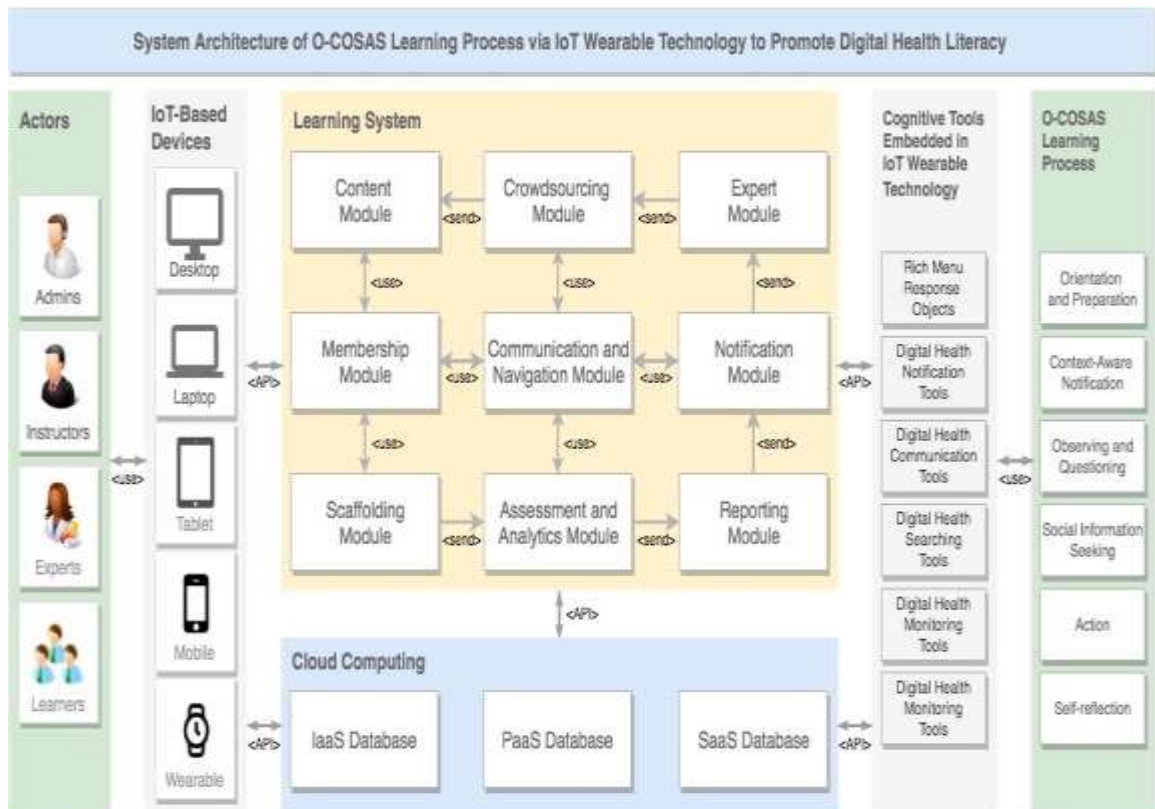 System Architecture of O-COSAS Learning Process via IoT Wearable Technology to Promote Digital Health Literacy
Actors
Admins
Instructors
Experts
Learners
<use>
IoT-Based
Devices
Desktop
Laptop
Tablet
Mobile
Wearable
<API>
<API>
Learning System
Content
Module
<send>
Crowdsourcing
Module
<send>
Expert
Module
<use>
<use>
<send>
Membership
Module
<use>
Communication and
Navigation Module
<use>
Notification
Module
<use>
<use>
<send>
Scaffolding
Module
<send>
Assessment and
Analytics Module
<send>
Reporting
Module
<API>
Cloud Computing
IaaS Database
PaaS Database
SaaS Database
<API>
<API>
Cognitive Tools
Embedded in
IoT Wearable
Technology
Rich Menu
Response
Objects
Digital Health
Notification
Tools
Digital Health
Communication
Tools
Digital Health
Searching
Tools
Digital Health
Monitoring
Tools
Digital Health
Monitoring
Tools
<use>
O-COSAS
Learning
Process
Orientation
and Preparation
Context-Aware
Notification
Observing and
Questioning
Social Information
Seeking
Action
Self-reflection